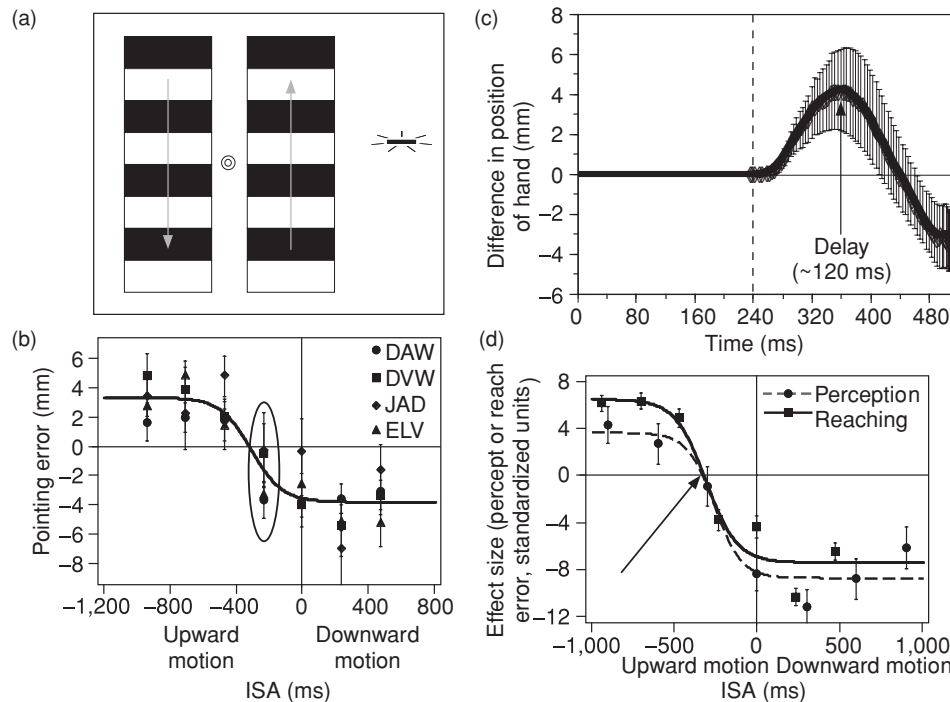 (a)
(b)
Pointing error (mm)
6
4
2
0
−2
−4
−6
−8
DAW
DVW
JAD
ELV
−1,200 −800 −400 0 400 800
Upward motion
Downward motion
ISA (ms)
(c)
Difference in position
of hand (mm)
8
6
4
2
0
−2
−4
−6
Delay
(~120 ms)
0 80 160 240 320 400 480
Time (ms)
(d)
Effect size (percept or reach
error, standardized units)
8
4
0
−4
−8
−12
Perception
Reaching
−1,000 −500 0 500 1,000
Upward motion Downward motion
ISA (ms)